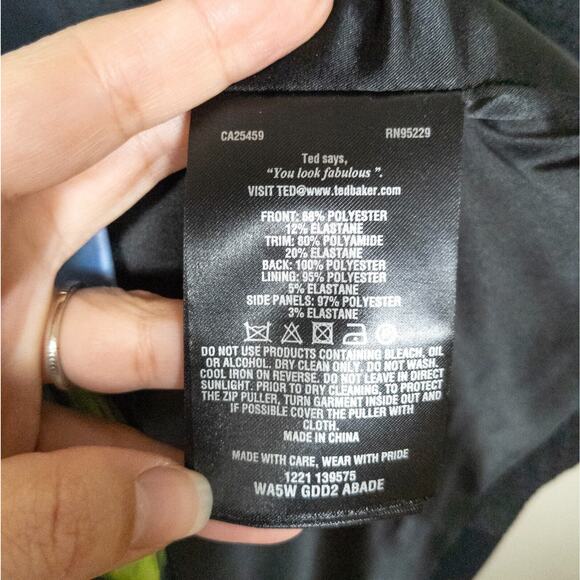 CA25459 RN95229
Ted says,
"You look fabulous".
VISIT TED@www.tedbaker.com
FRONT: 88% POLYESTER
12% ELASTANE
TRIM: 80% POLYAMIDE
20% ELASTANE
BACK: 100% POLYESTER
LINING: 95% POLYESTER
5% ELASTANE
SIDE PANELS: 97% POLYESTER
3% ELASTANE
DO NOT USE PRODUCTS CONTAINING BLEACH, OIL
OR ALCOHOL. DRY CLEAN ONLY. DO NOT WASH.
COOL IRON ON REVERSE. DO NOT LEAVE IN DIRECT
SUNLIGHT. PRIOR TO DRY CLEANING, TO PROTECT
THE ZIP PULLER, TURN GARMENT INSIDE OUT AND
IF POSSIBLE COVER THE PULLER WITH
CLOTH.
MADE IN CHINA
MADE WITH CARE, WEAR WITH PRIDE
1221 139575
WA5W GDD2 ABADE